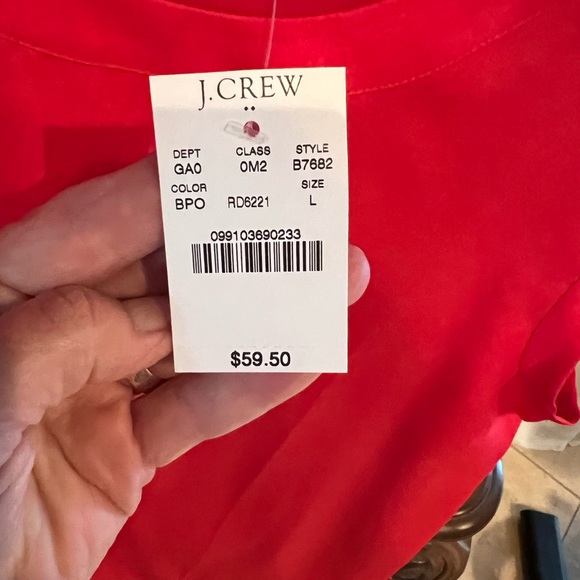 J.CREW
DEPT CLASS STYLE
GA0 0M2 B7682
COLOR SIZE
BPO RD6221 L
099103690233
$59.50